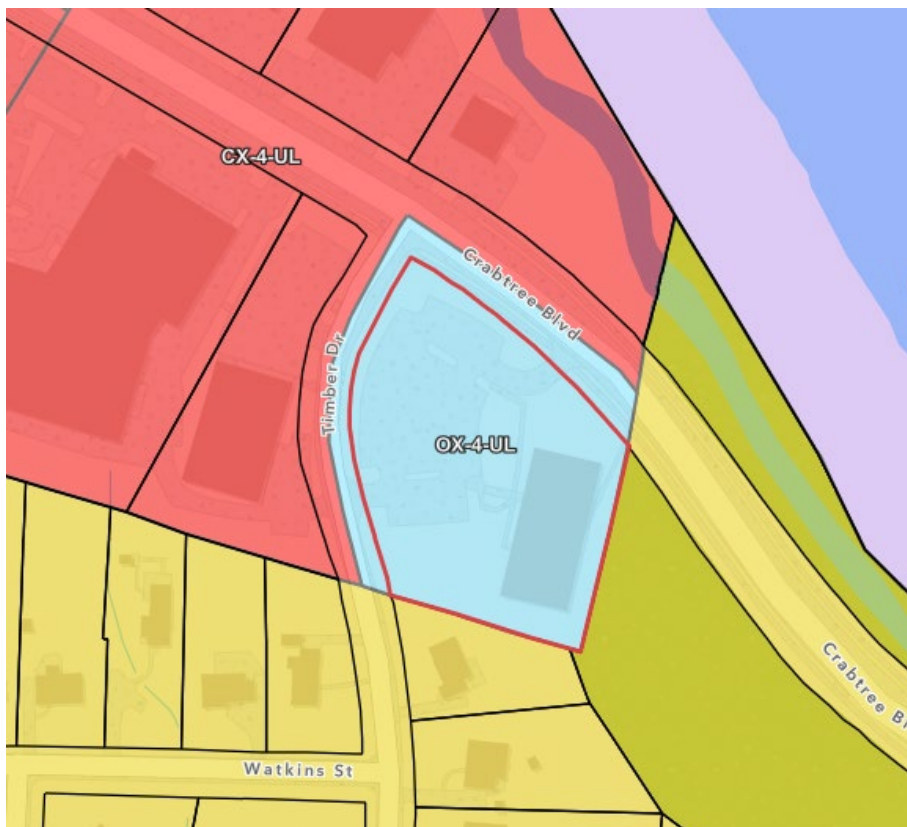 CX-4-UL
Crabtree Blvd
Timber Dr
OX-4-UL
Crabtree Bl
Watkins St